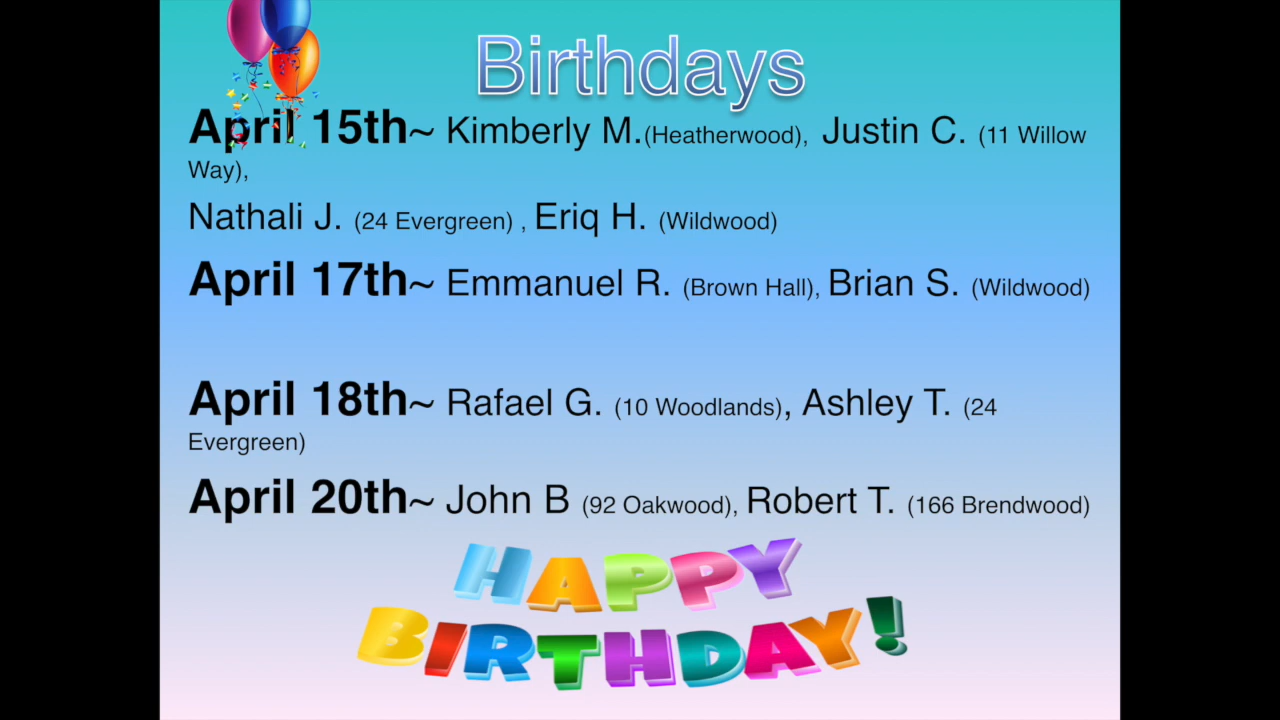 Birthdays
April 15th~ Kimberly M.(Heatherwood), Justin C. (11 Willow
Way),
Nathali J. (24 Evergreen) , Eriq H. (Wildwood)
April 17th~ Emmanuel R. (Brown Hall), Brian S. (Wildwood)
April 18th~ Rafael G. (10 Woodlands), Ashley T. (24
Evergreen)
April 20th~ John B (92 Oakwood), Robert T. (166 Brendwood)
HAPPY
BIRTHDAY!